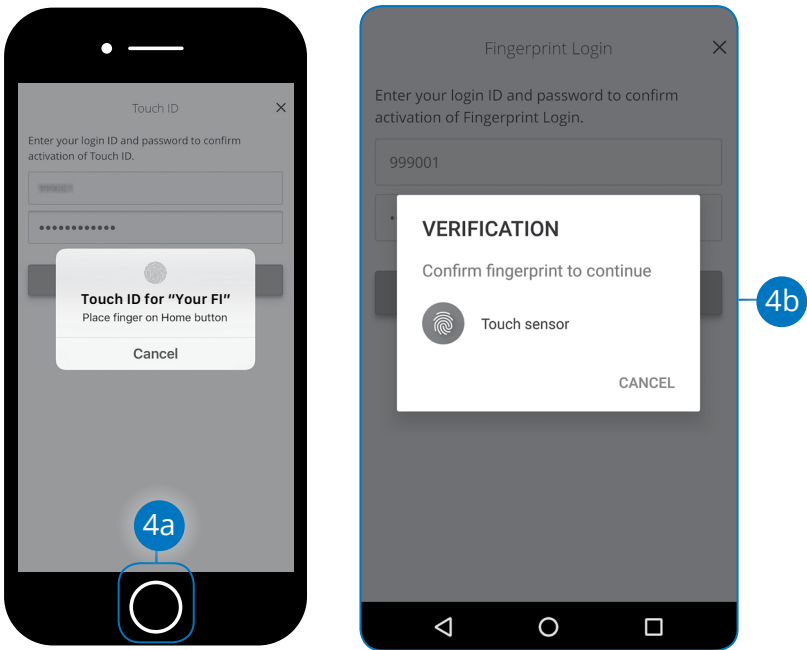 Touch ID
Enter your login ID and password to confirm
activation of Touch ID.
••••••••••••
Touch ID for “Your FI”
Place finger on Home button
Cancel
4a
Fingerprint Login
Enter your login ID and password to confirm
activation of Fingerprint Login.
999001
VERIFICATION
Confirm fingerprint to continue
Touch sensor
CANCEL
4b